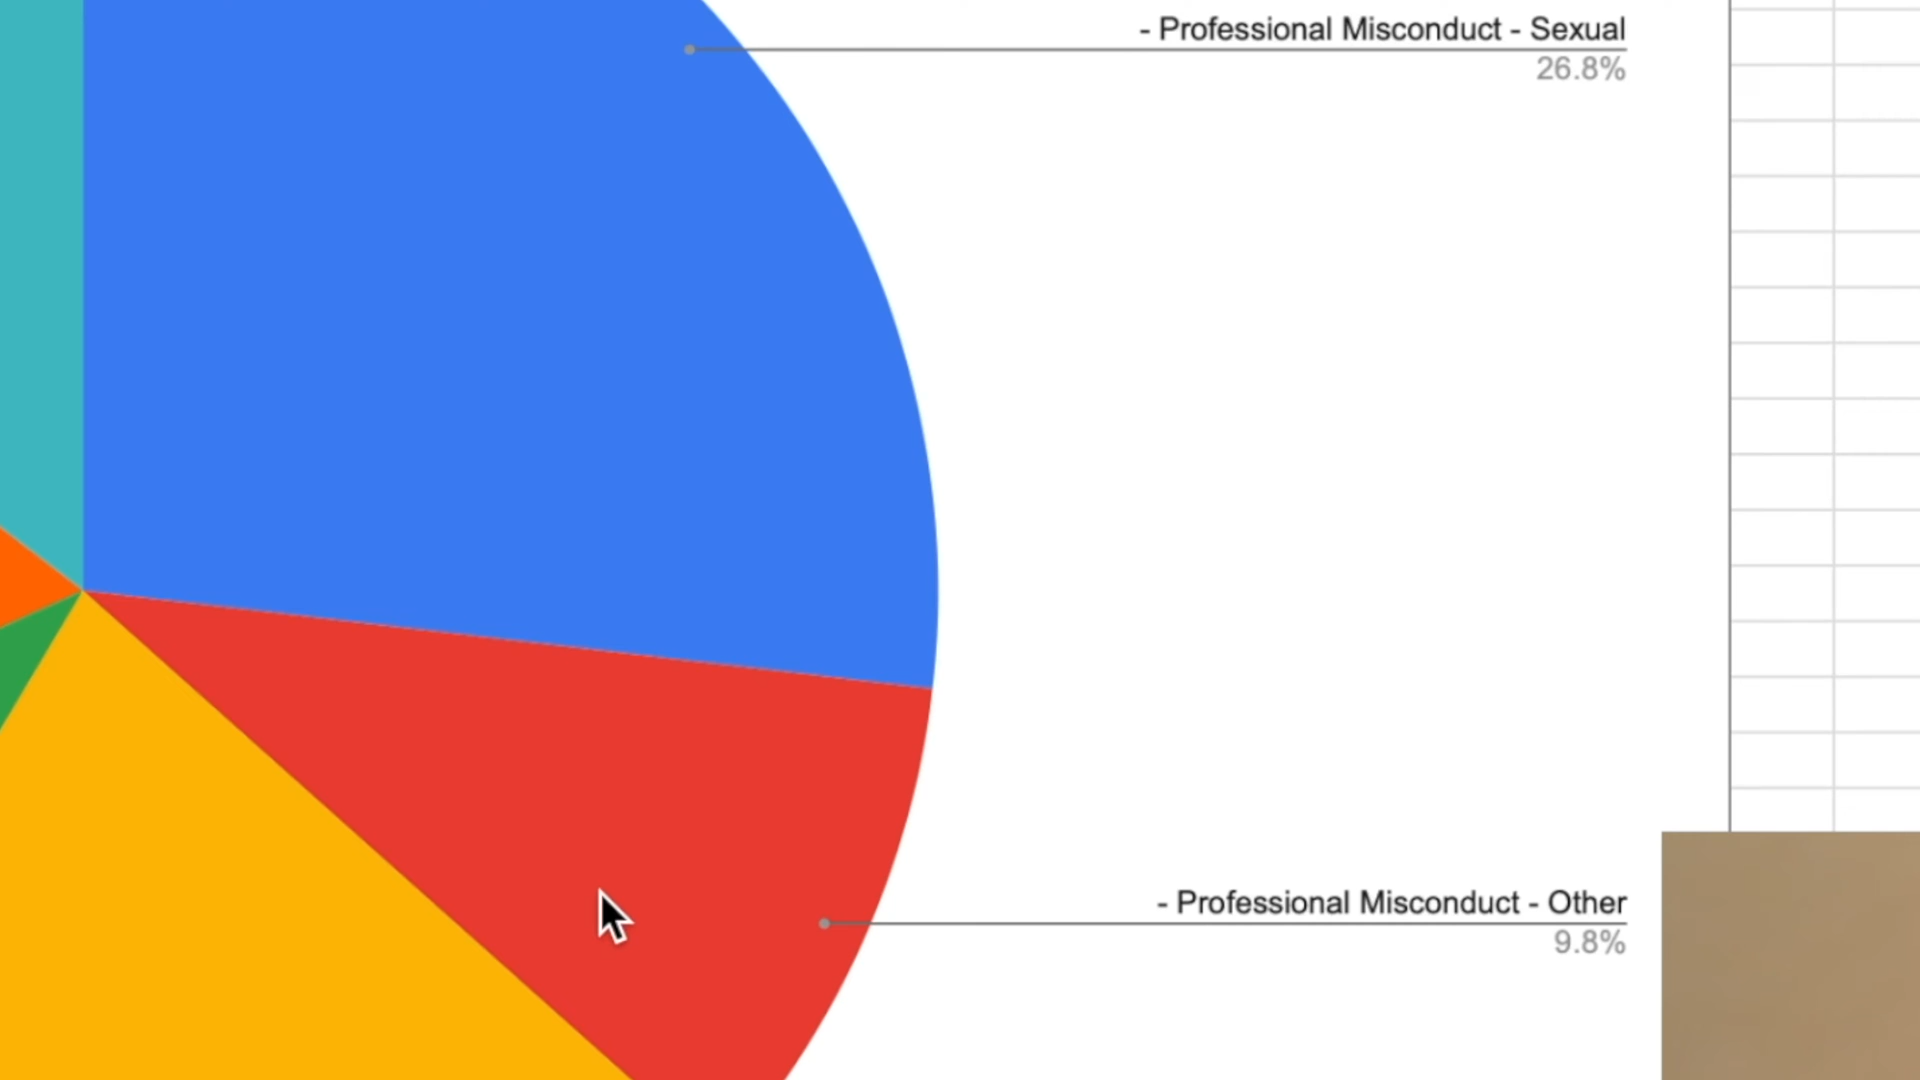 - Professional Misconduct - Sexual
26.8%
- Professional Misconduct - Other
9.8%